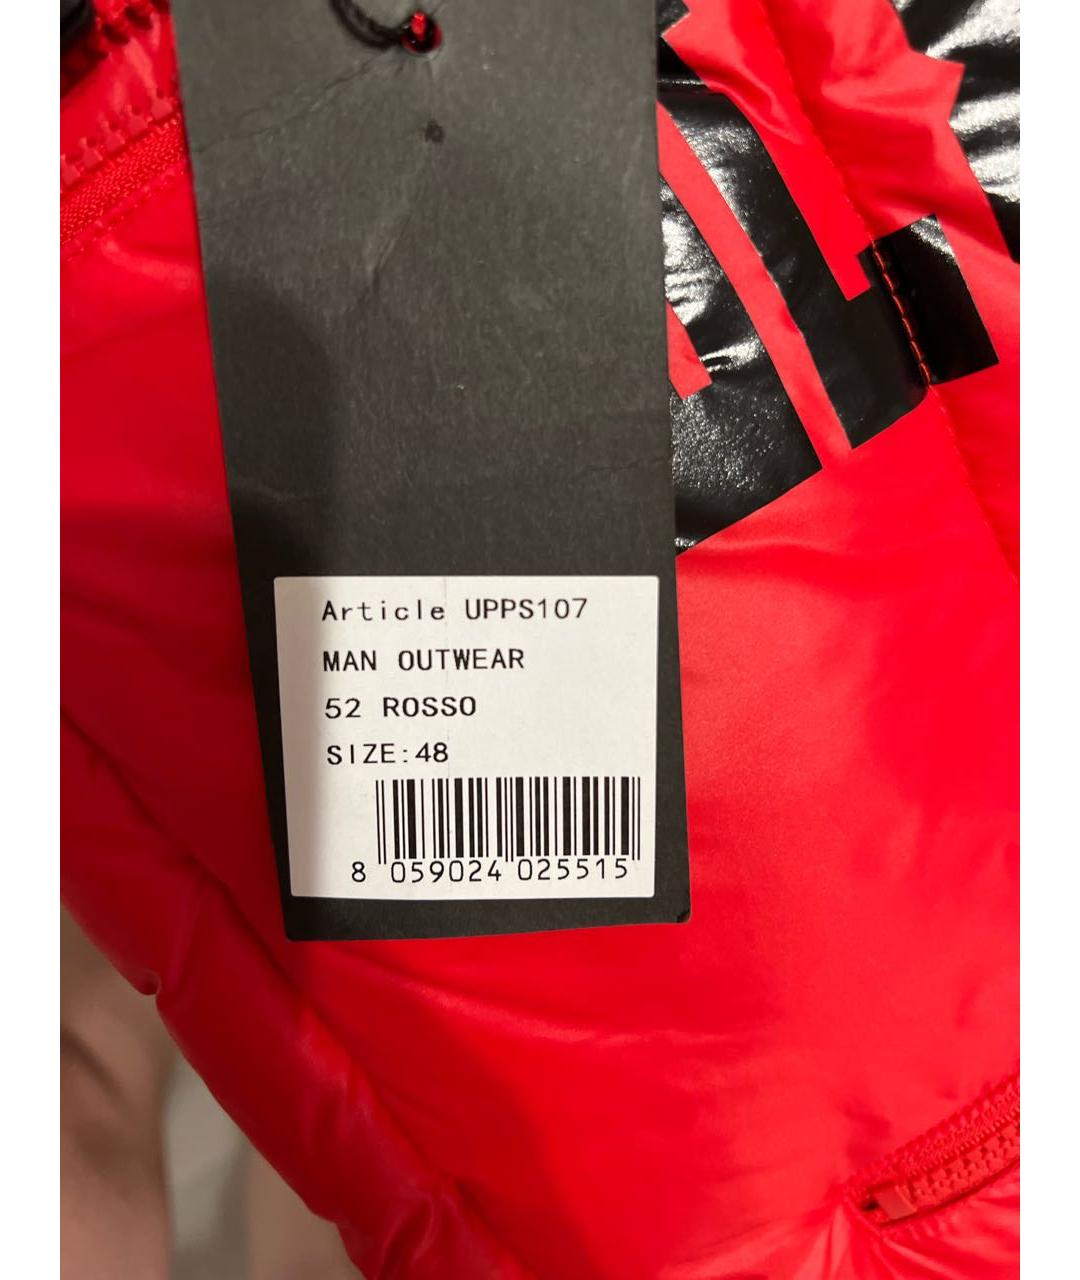 Article UPPS107
MAN OUTWEAR
52 ROSSO
SIZE:48
8 059024 025515